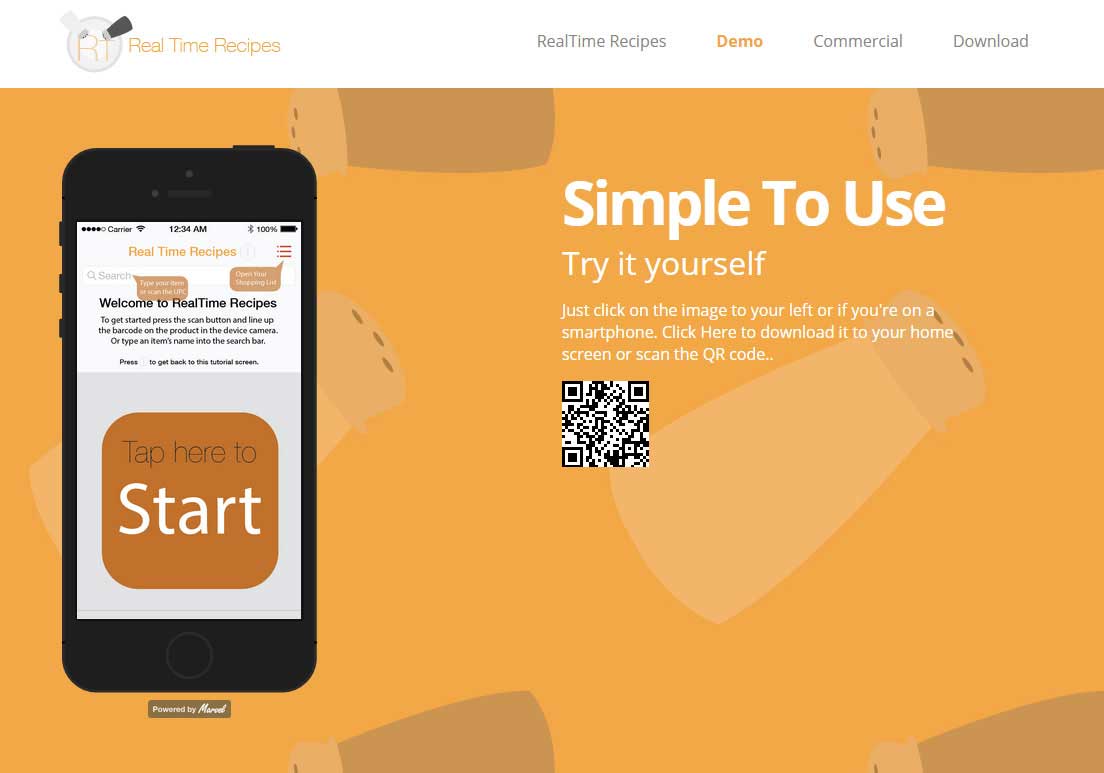 RT
Real Time Recipes
RealTime Recipes
Demo
Commercial
Download
●●●●○ Carrier
12:34 AM
100%
Real Time Recipes
Search
Type your item
or scan the UPC
Open Your
Shopping List
Welcome to RealTime Recipes
To get started press the scan button and line up
the barcode on the product in the device camera.
Or type an item's name into the search bar.
Press to get back to this tutorial screen.
Tap here to
Start
Powered by Marvel
Simple To Use
Try it yourself
Just click on the image to your left or if you're on a
smartphone. Click Here to download it to your home
screen or scan the QR code..